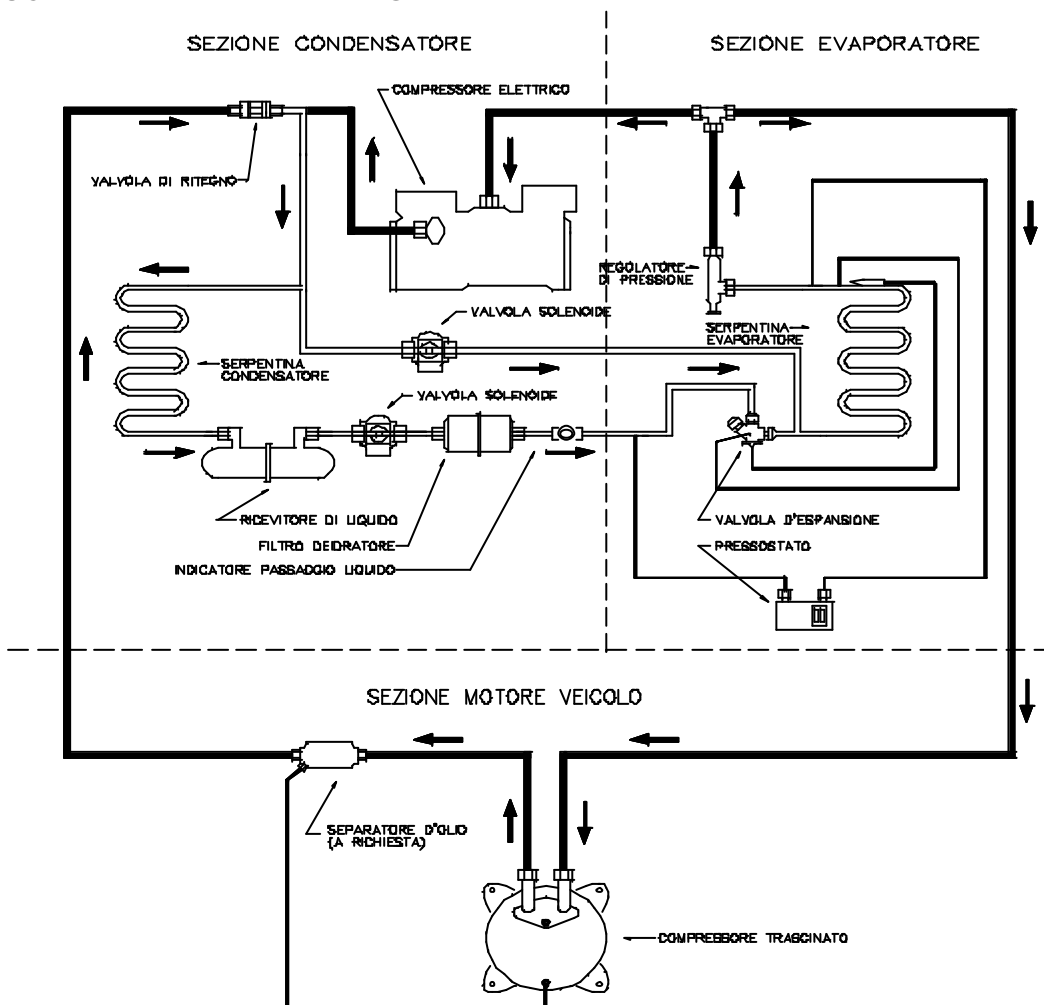 SEZIONE CONDENSATORE
SEZIONE EVAPORATORE
COMPRESSORE ELETTRICO
VALVOLA DI RITEGNO
REGOLATORE
DI PRESSIONE
VALVOLA SOLENOIDE
SERPENTINA
EVAPORATORE
SERPENTINA
CONDENSATORE
VALVOLA SOLENOIDE
RICEVITORE DI LIQUIDO
VALVOLA D'ESPANSIONE
FILTRO DEIDRATORE
PRESSOSTATO
INDICATORE PASSAGGIO LIQUIDO
SEZIONE MOTORE VEICOLO
SEPARATORE D'OLIO
(A RICHIESTA)
COMPRESSORE TRASCINATO